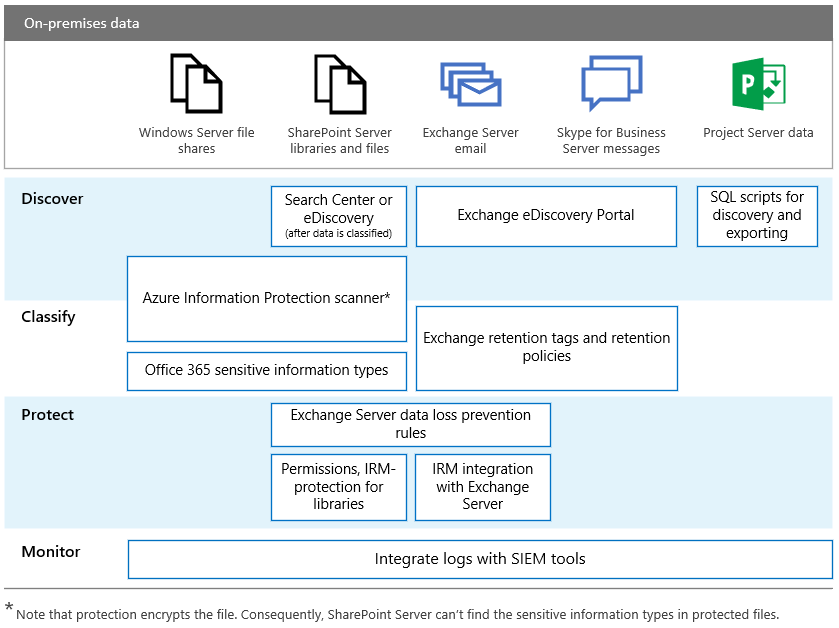 On-premises data
P
Windows Server file
shares
SharePoint Server
libraries and files
Exchange Server
email
Skype for Business
Server messages
Project Server data
Discover
Search Center or
eDiscovery
(after data is classified)
Exchange eDiscovery Portal
SQL scripts for
discovery and
exporting
Azure Information Protection scanner*
Classify
Exchange retention tags and retention
policies
Office 365 sensitive information types
Protect
Exchange Server data loss prevention
rules
Permissions, IRM-
protection for
libraries
IRM integration
with Exchange
Server
Monitor
Integrate logs with SIEM tools
* Note that protection encrypts the file. Consequently, SharePoint Server can't find the sensitive information types in protected files.